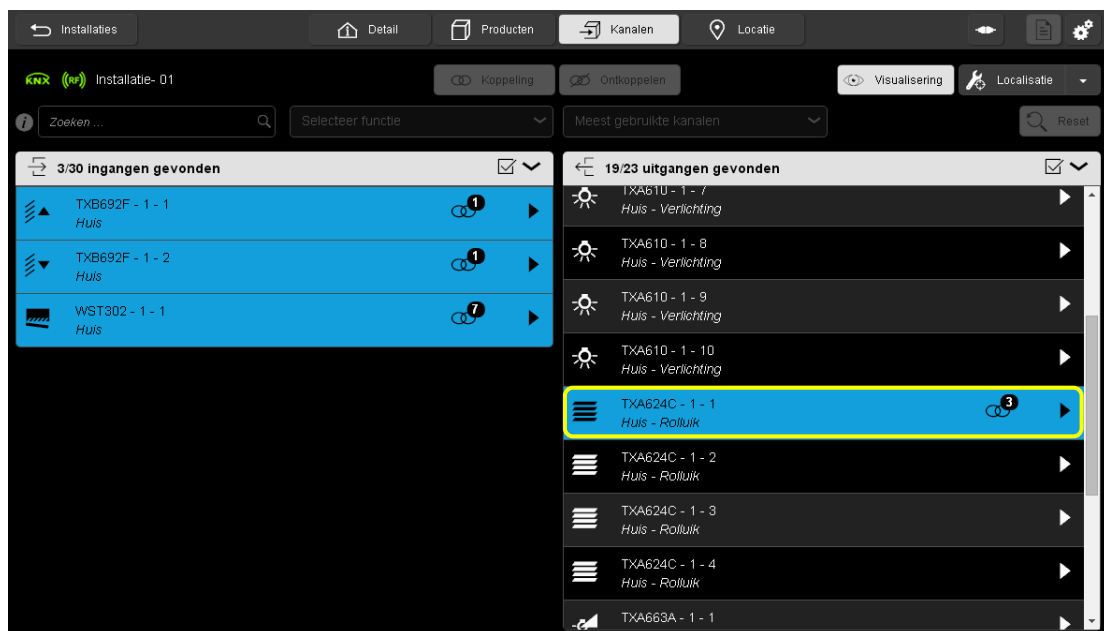 Installaties
Detail
Producten
Kanalen
Locatie
KNX ((RF)) Installatie- 01
Koppeling
Ontkoppelen
Visualisering
Localisatie
i Zoeken ...
Selecteer functie
Meest gebruikte kanalen
Reset
3/30 ingangen gevonden
TXB692F - 1 - 1
Huis
1
TXB692F - 1 - 2
Huis
1
WST302 - 1 - 1
Huis
7
19/23 uitgangen gevonden
TXA610 - 1 - 7
Huis - Verlichting
TXA610 - 1 - 8
Huis - Verlichting
TXA610 - 1 - 9
Huis - Verlichting
TXA610 - 1 - 10
Huis - Verlichting
TXA624C - 1 - 1
Huis - Rolluik
3
TXA624C - 1 - 2
Huis - Rolluik
TXA624C - 1 - 3
Huis - Rolluik
TXA624C - 1 - 4
Huis - Rolluik
TXA663A - 1 - 1